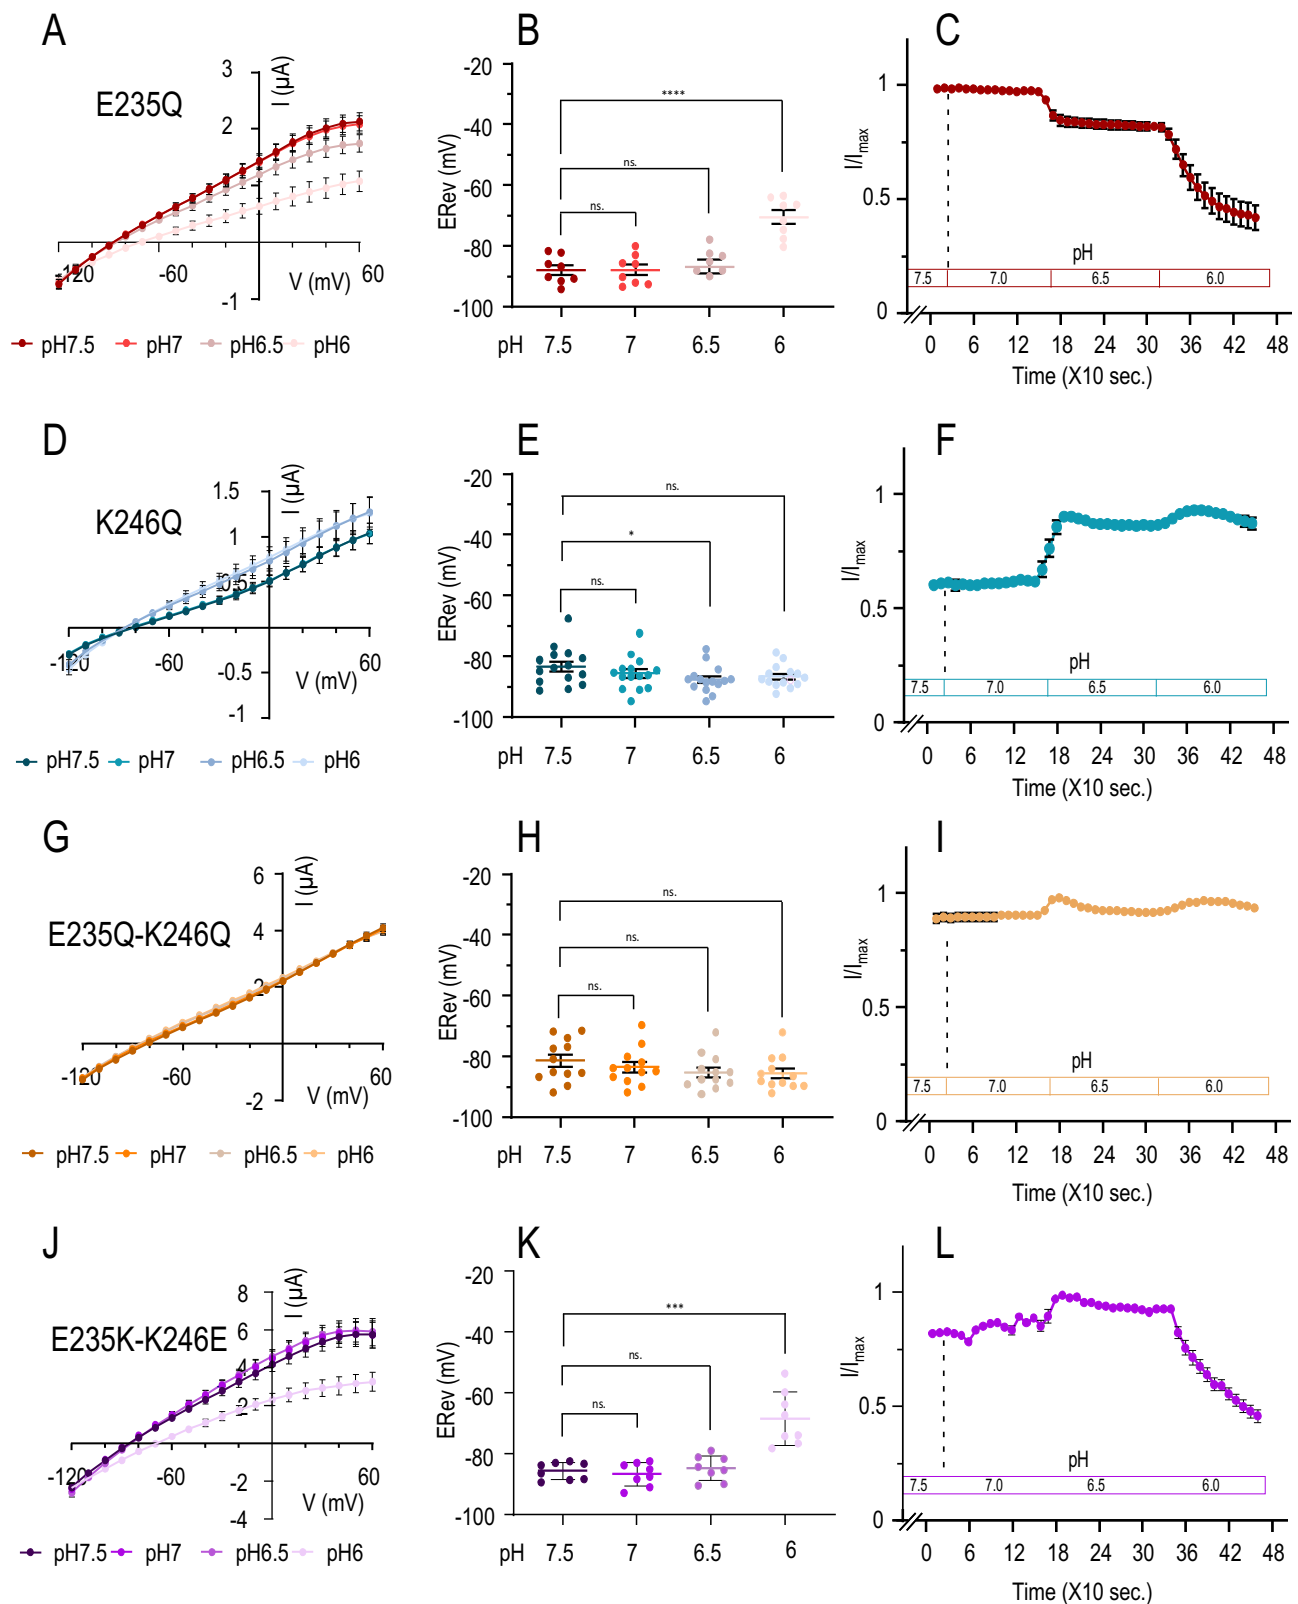 A
B
C
E235Q
3
2
-1
I (µA)
-120
-60
60
V (mV)
pH7.5
pH7
pH6.5
pH6
-20
-40
-60
-80
-100
ERev (mV)
****
ns.
ns.
pH
7.5
7
6.5
6
1
0.5
0
I/Imax
pH
7.5
7.0
6.5
6.0
0 6 12 18 24 30 36 42 48
Time (X10 sec.)
D
E
F
K246Q
1.5
1
0.5
-0.5
-1
I (µA)
-120
-60
60
V (mV)
pH7.5
pH7
pH6.5
pH6
-20
-40
-60
-80
-100
ERev (mV)
ns.
*
ns.
pH
7.5
7
6.5
6
1
0.5
0
I/Imax
pH
7.5
7.0
6.5
6.0
0 6 12 18 24 30 36 42 48
Time (X10 sec.)
G
H
I
E235Q-K246Q
6
4
2
-2
I (µA)
-120
-60
60
V (mV)
pH7.5
pH7
pH6.5
pH6
-20
-40
-60
-80
-100
ERev (mV)
ns.
ns.
ns.
pH
7.5
7
6.5
6
1
0.5
0
I/Imax
pH
7.5
7.0
6.5
6.0
0 6 12 18 24 30 36 42 48
Time (X10 sec.)
J
K
L
E235K-K246E
8
6
4
2
-2
-4
I (µA)
-120
-60
60
V (mV)
pH7.5
pH7
pH6.5
pH6
-20
-40
-60
-80
-100
ERev (mV)
***
ns.
ns.
pH
7.5
7
6.5
6
1
0.5
0
I/Imax
pH
7.5
7.0
6.5
6.0
0 6 12 18 24 30 36 42 48
Time (X10 sec.)